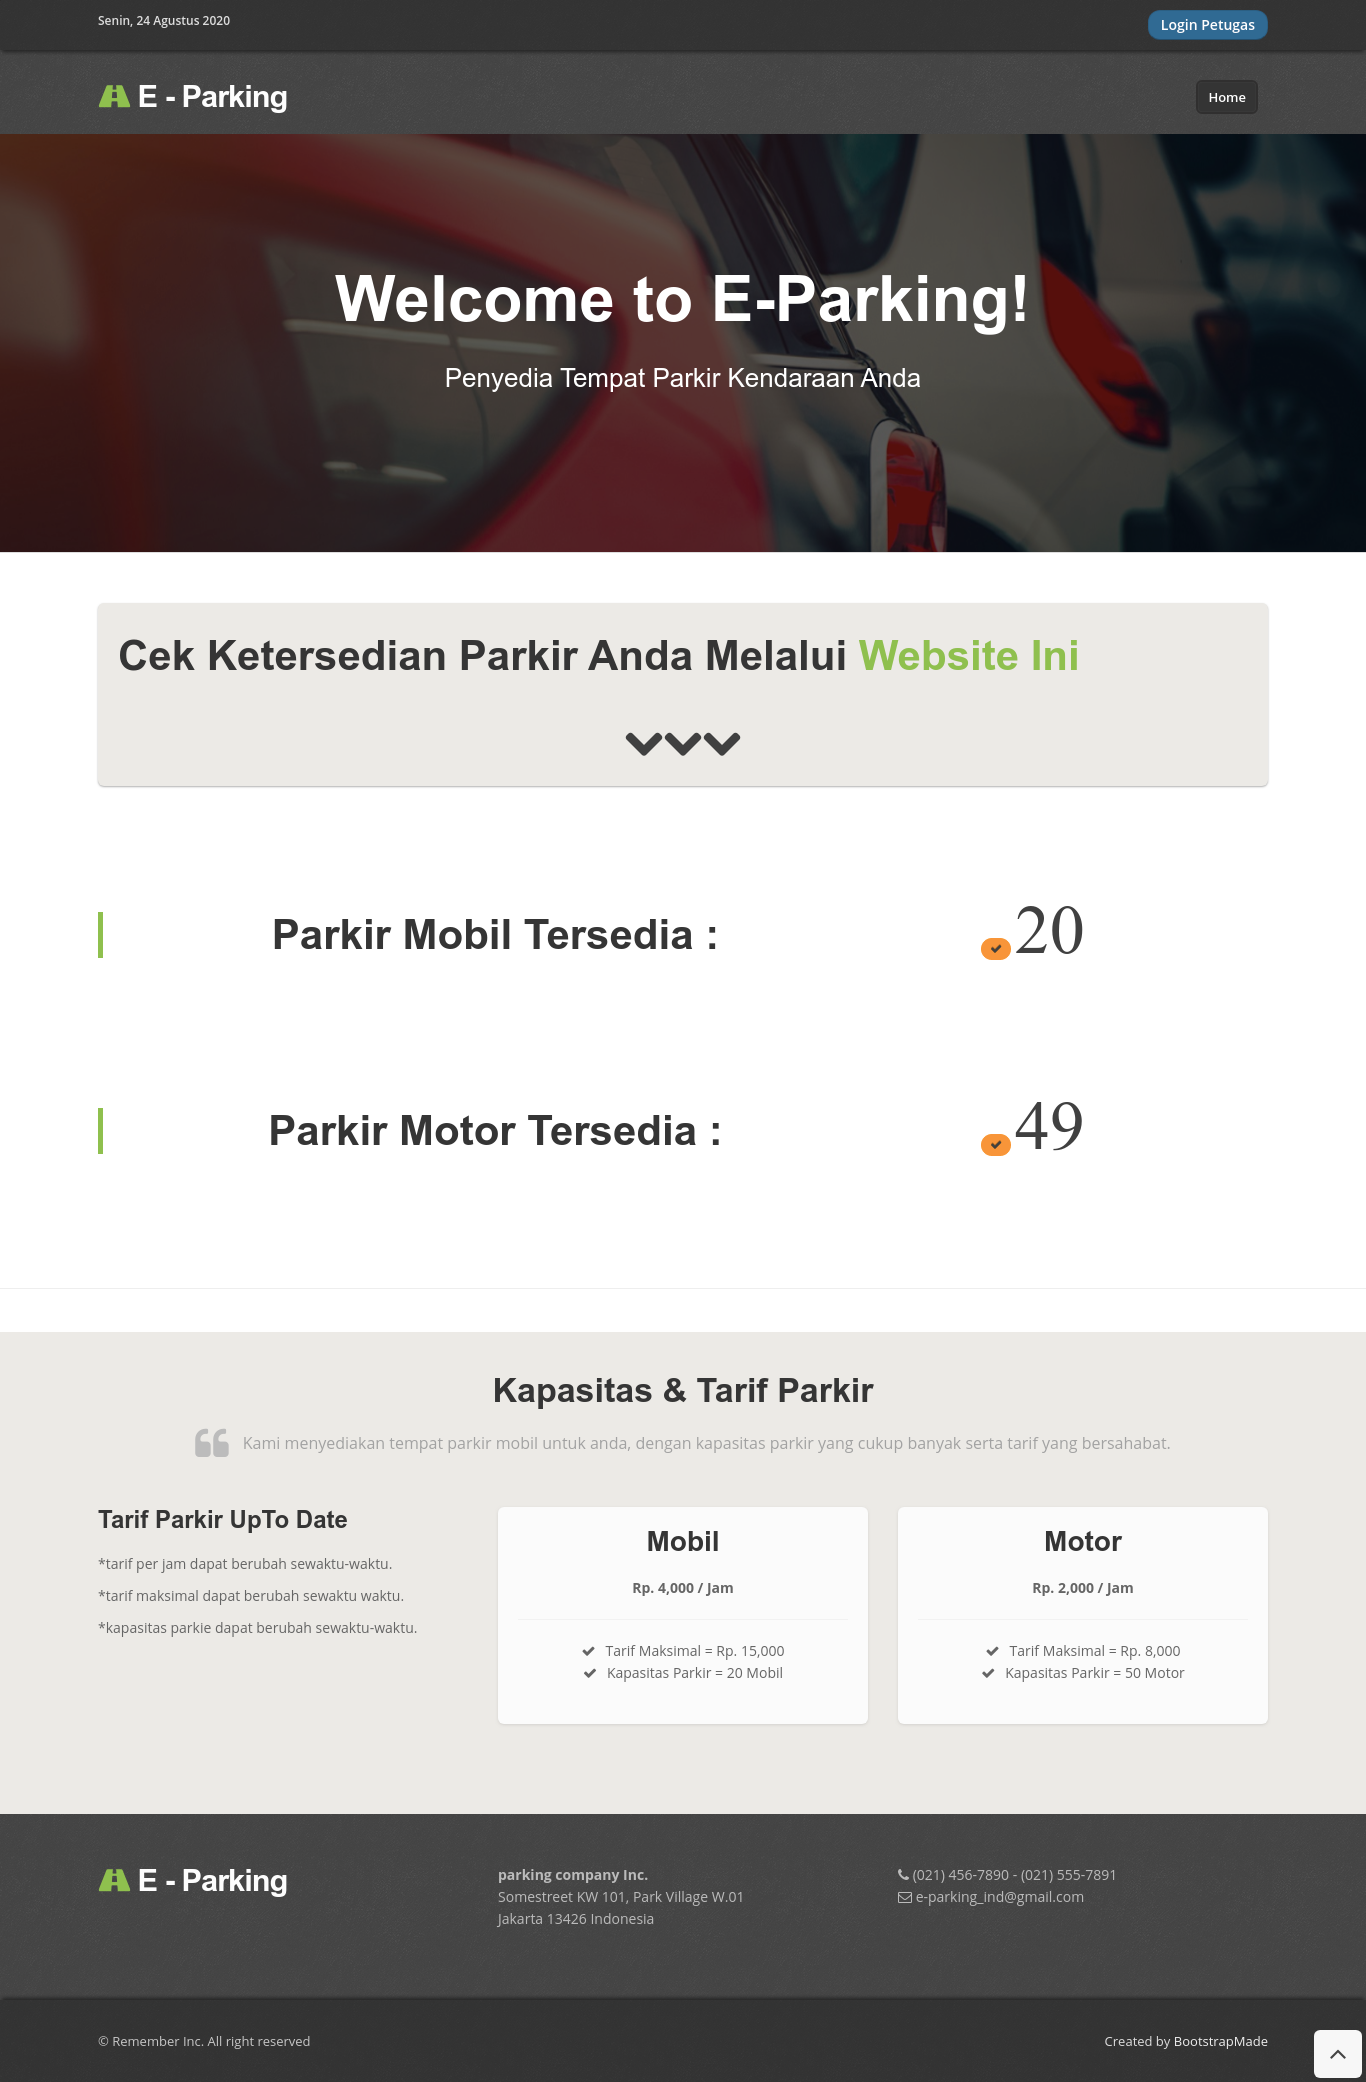 Senin, 24 Agustus 2020
Login Petugas
E - Parking
Home
Welcome to E-Parking!
Penyedia Tempat Parkir Kendaraan Anda
Cek Ketersedian Parkir Anda Melalui Website Ini
Parkir Mobil Tersedia :
20
Parkir Motor Tersedia :
49
Kapasitas & Tarif Parkir
Kami menyediakan tempat parkir mobil untuk anda, dengan kapasitas parkir yang cukup banyak serta tarif yang bersahabat.
Tarif Parkir UpTo Date
*tarif per jam dapat berubah sewaktu-waktu.
*tarif maksimal dapat berubah sewaktu waktu.
*kapasitas parkie dapat berubah sewaktu-waktu.
Mobil
Rp. 4,000 / Jam
Tarif Maksimal = Rp. 15,000
Kapasitas Parkir = 20 Mobil
Motor
Rp. 2,000 / Jam
Tarif Maksimal = Rp. 8,000
Kapasitas Parkir = 50 Motor
E - Parking
parking company Inc.
Somestreet KW 101, Park Village W.01
Jakarta 13426 Indonesia
(021) 456-7890 - (021) 555-7891
e-parking_ind@gmail.com
© Remember Inc. All right reserved
Created by BootstrapMade